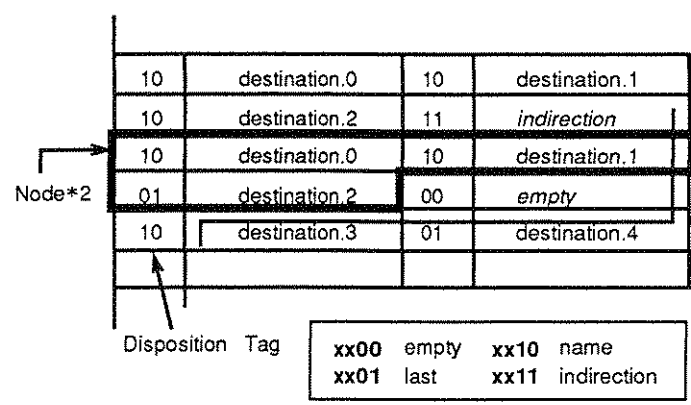 10 destination.0 10 destination.1
10 destination.2 11 indirection
10 destination.0 10 destination.1
Node*2 01 destination.2 00 empty
10 destination.3 01 destination.4
Disposition Tag
xx00 empty xx10 name
xx01 last xx11 indirection